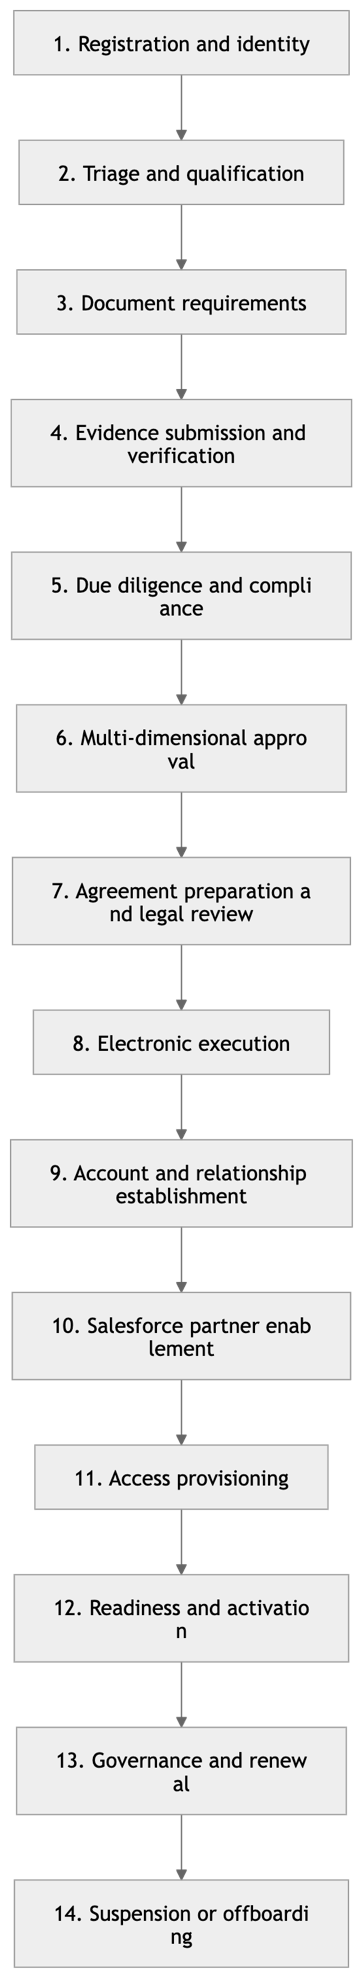 1. Registration and identity
2. Triage and qualification
3. Document requirements
4. Evidence submission and
verification
5. Due diligence and compli
ance
6. Multi-dimensional appro
val
7. Agreement preparation a
nd legal review
8. Electronic execution
9. Account and relationship
establishment
10. Salesforce partner enab
lement
11. Access provisioning
12. Readiness and activatio
n
13. Governance and renew
al
14. Suspension or offboardi
ng